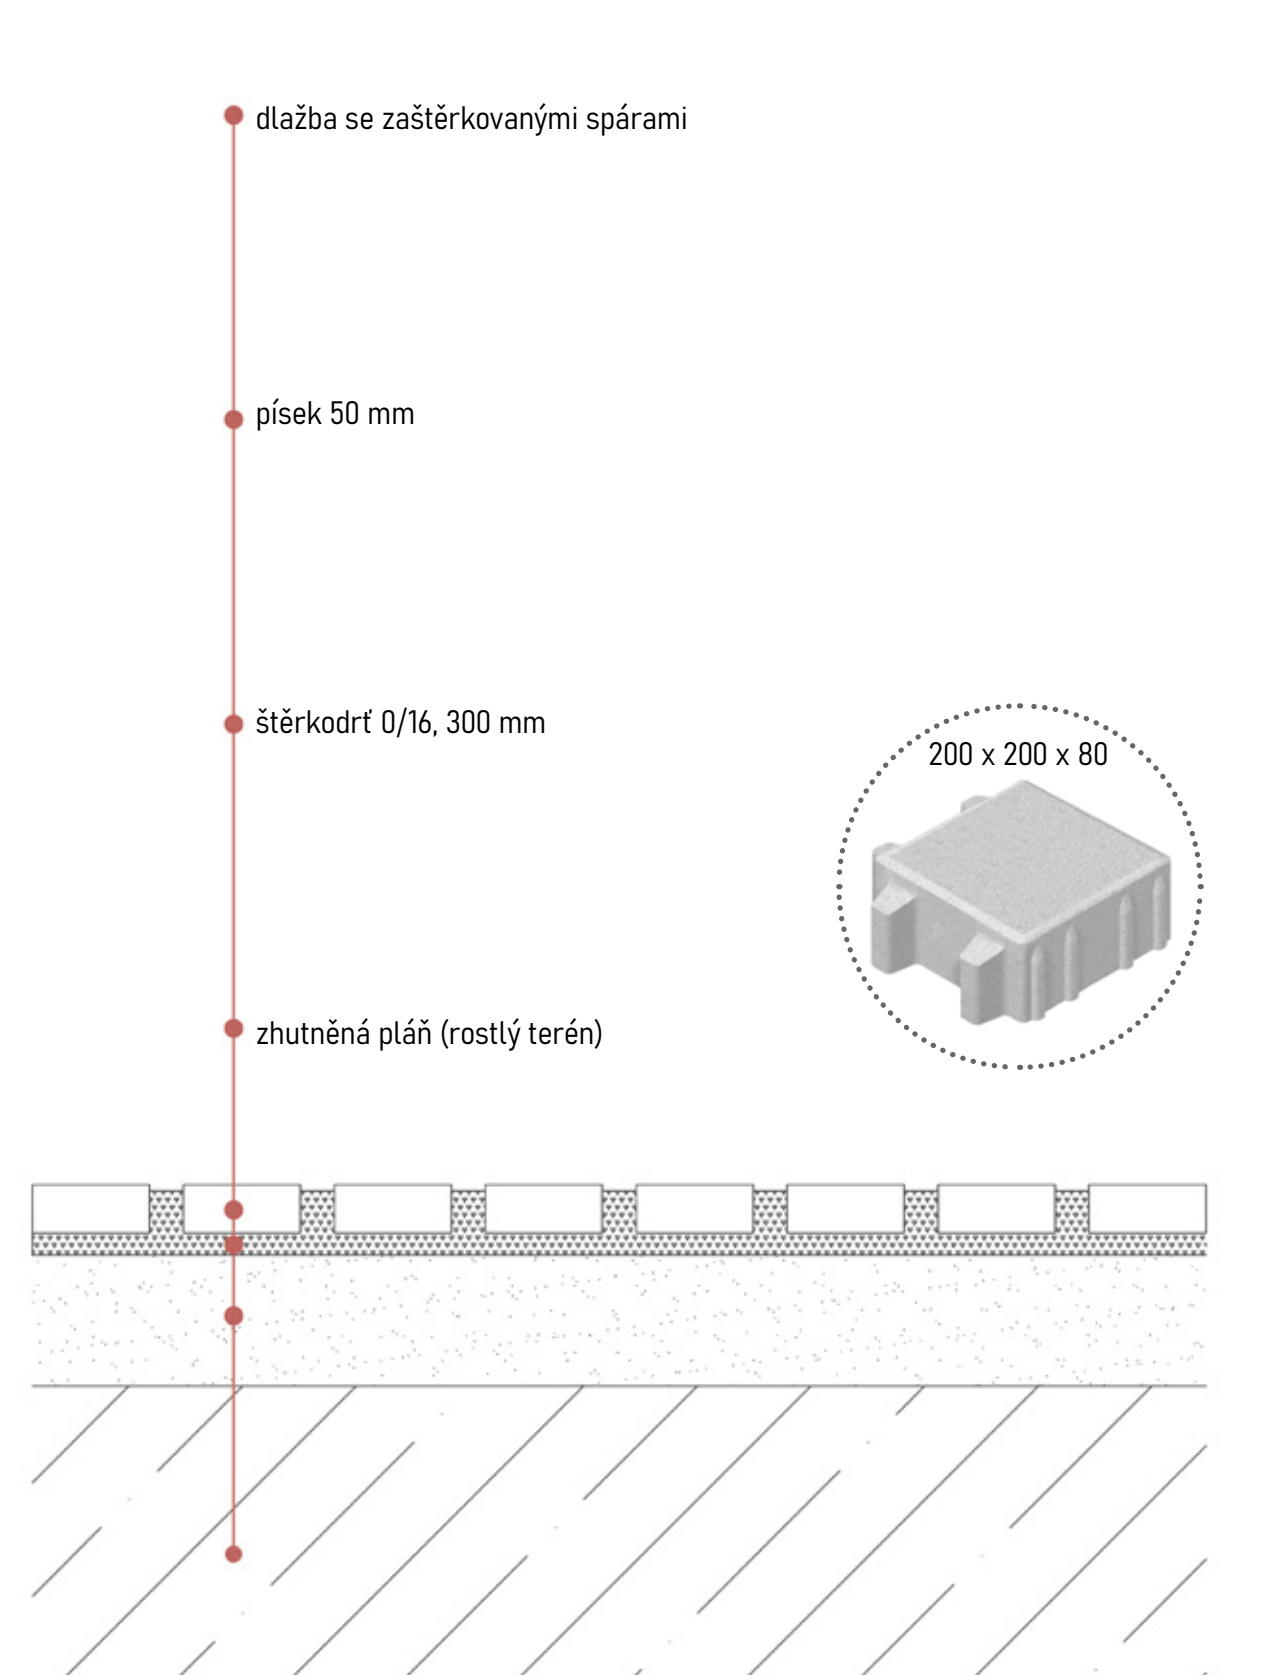 dlažba se zaštěrkovanými spárami
písek 50 mm
štěrkodrť 0/16, 300 mm
200 x 200 x 80
zhutněná pláň (rostlý terén)